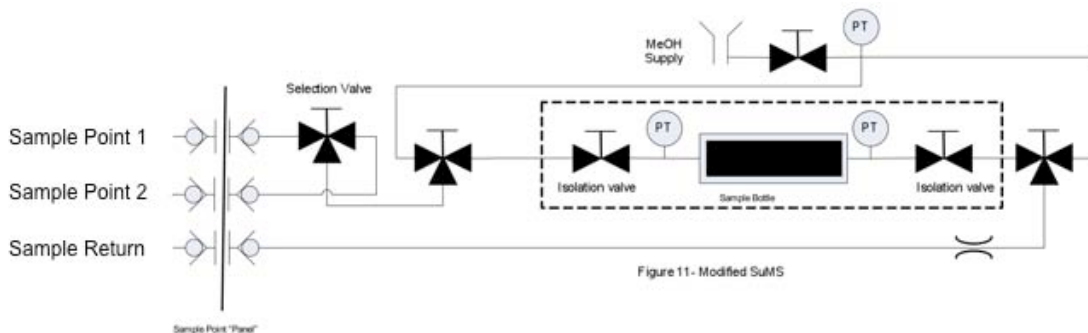 MeOH
Supply
PT
Selection Valve
Sample Point 1
PT
PT
Sample Point 2
Isolation valve
Sample Bottle
Isolation valve
Sample Return
Figure 11- Modified SuMS
Sample Point "Panel"